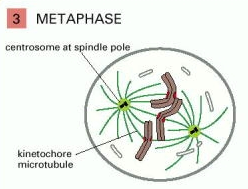 3 METAPHASE
centrosome at spindle pole
kinetochore
microtubule